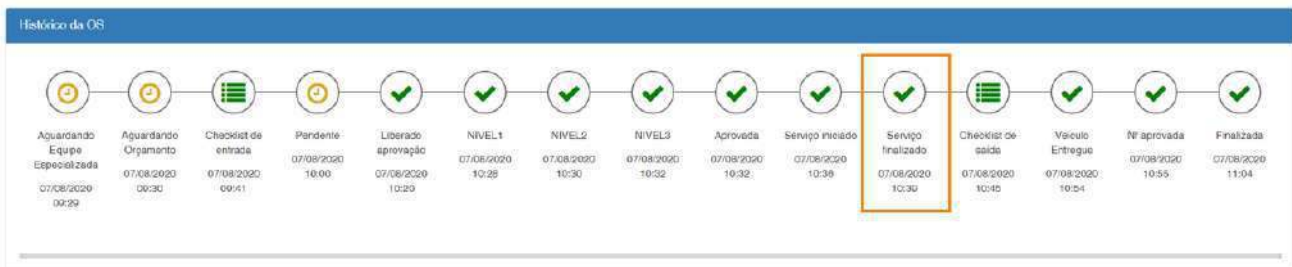 Histórico da OS
Aguardando
Equipe
Especializada
07/08/2020
09:29
Aguardando
Orçamento
07/08/2020
09:30
Checklist de
entrada
07/08/2020
09:41
Pendente
07/08/2020
10:00
Liberado
aprovação
07/08/2020
10:20
NIVEL1
07/08/2020
10:28
NIVEL2
07/08/2020
10:30
NIVEL3
07/08/2020
10:32
Aprovada
07/08/2020
10:32
Serviço iniciado
07/08/2020
10:38
Serviço
finalizado
07/08/2020
10:39
Checklist de
saída
07/08/2020
10:45
Veículo
Entregue
07/08/2020
10:54
Nf aprovada
07/08/2020
10:55
Finalizada
07/08/2020
11:04